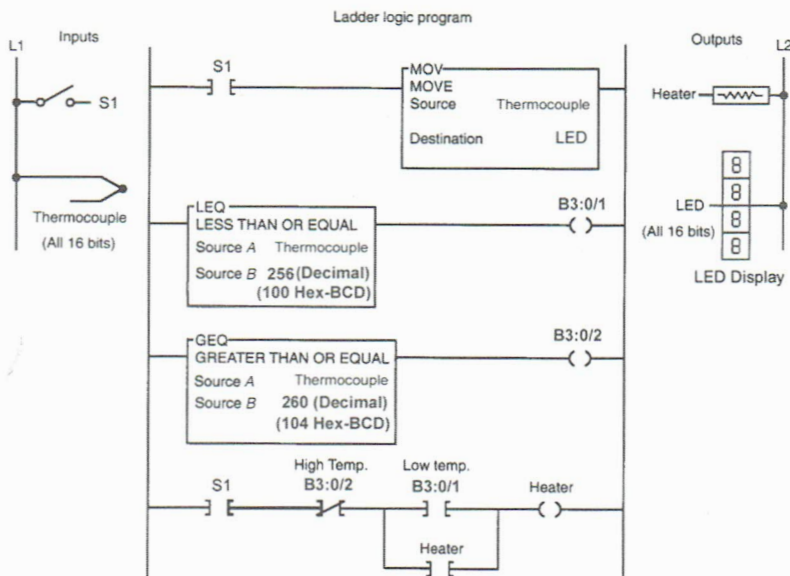 Ladder logic program
L1
Inputs
S1
Thermocouple
(All 16 bits)
S1
MOV
MOVE
Source Thermocouple
Destination LED
LEQ
LESS THAN OR EQUAL
Source A Thermocouple
Source B 256(Decimal)
(100 Hex-BCD)
B3:0/1
GEQ
GREATER THAN OR EQUAL
Source A Thermocouple
Source B 260 (Decimal)
(104 Hex-BCD)
B3:0/2
S1
High Temp.
B3:0/2
Low temp.
B3:0/1
Heater
Heater
Outputs
L2
Heater
LED
(All 16 bits)
8
8
8
8
LED Display